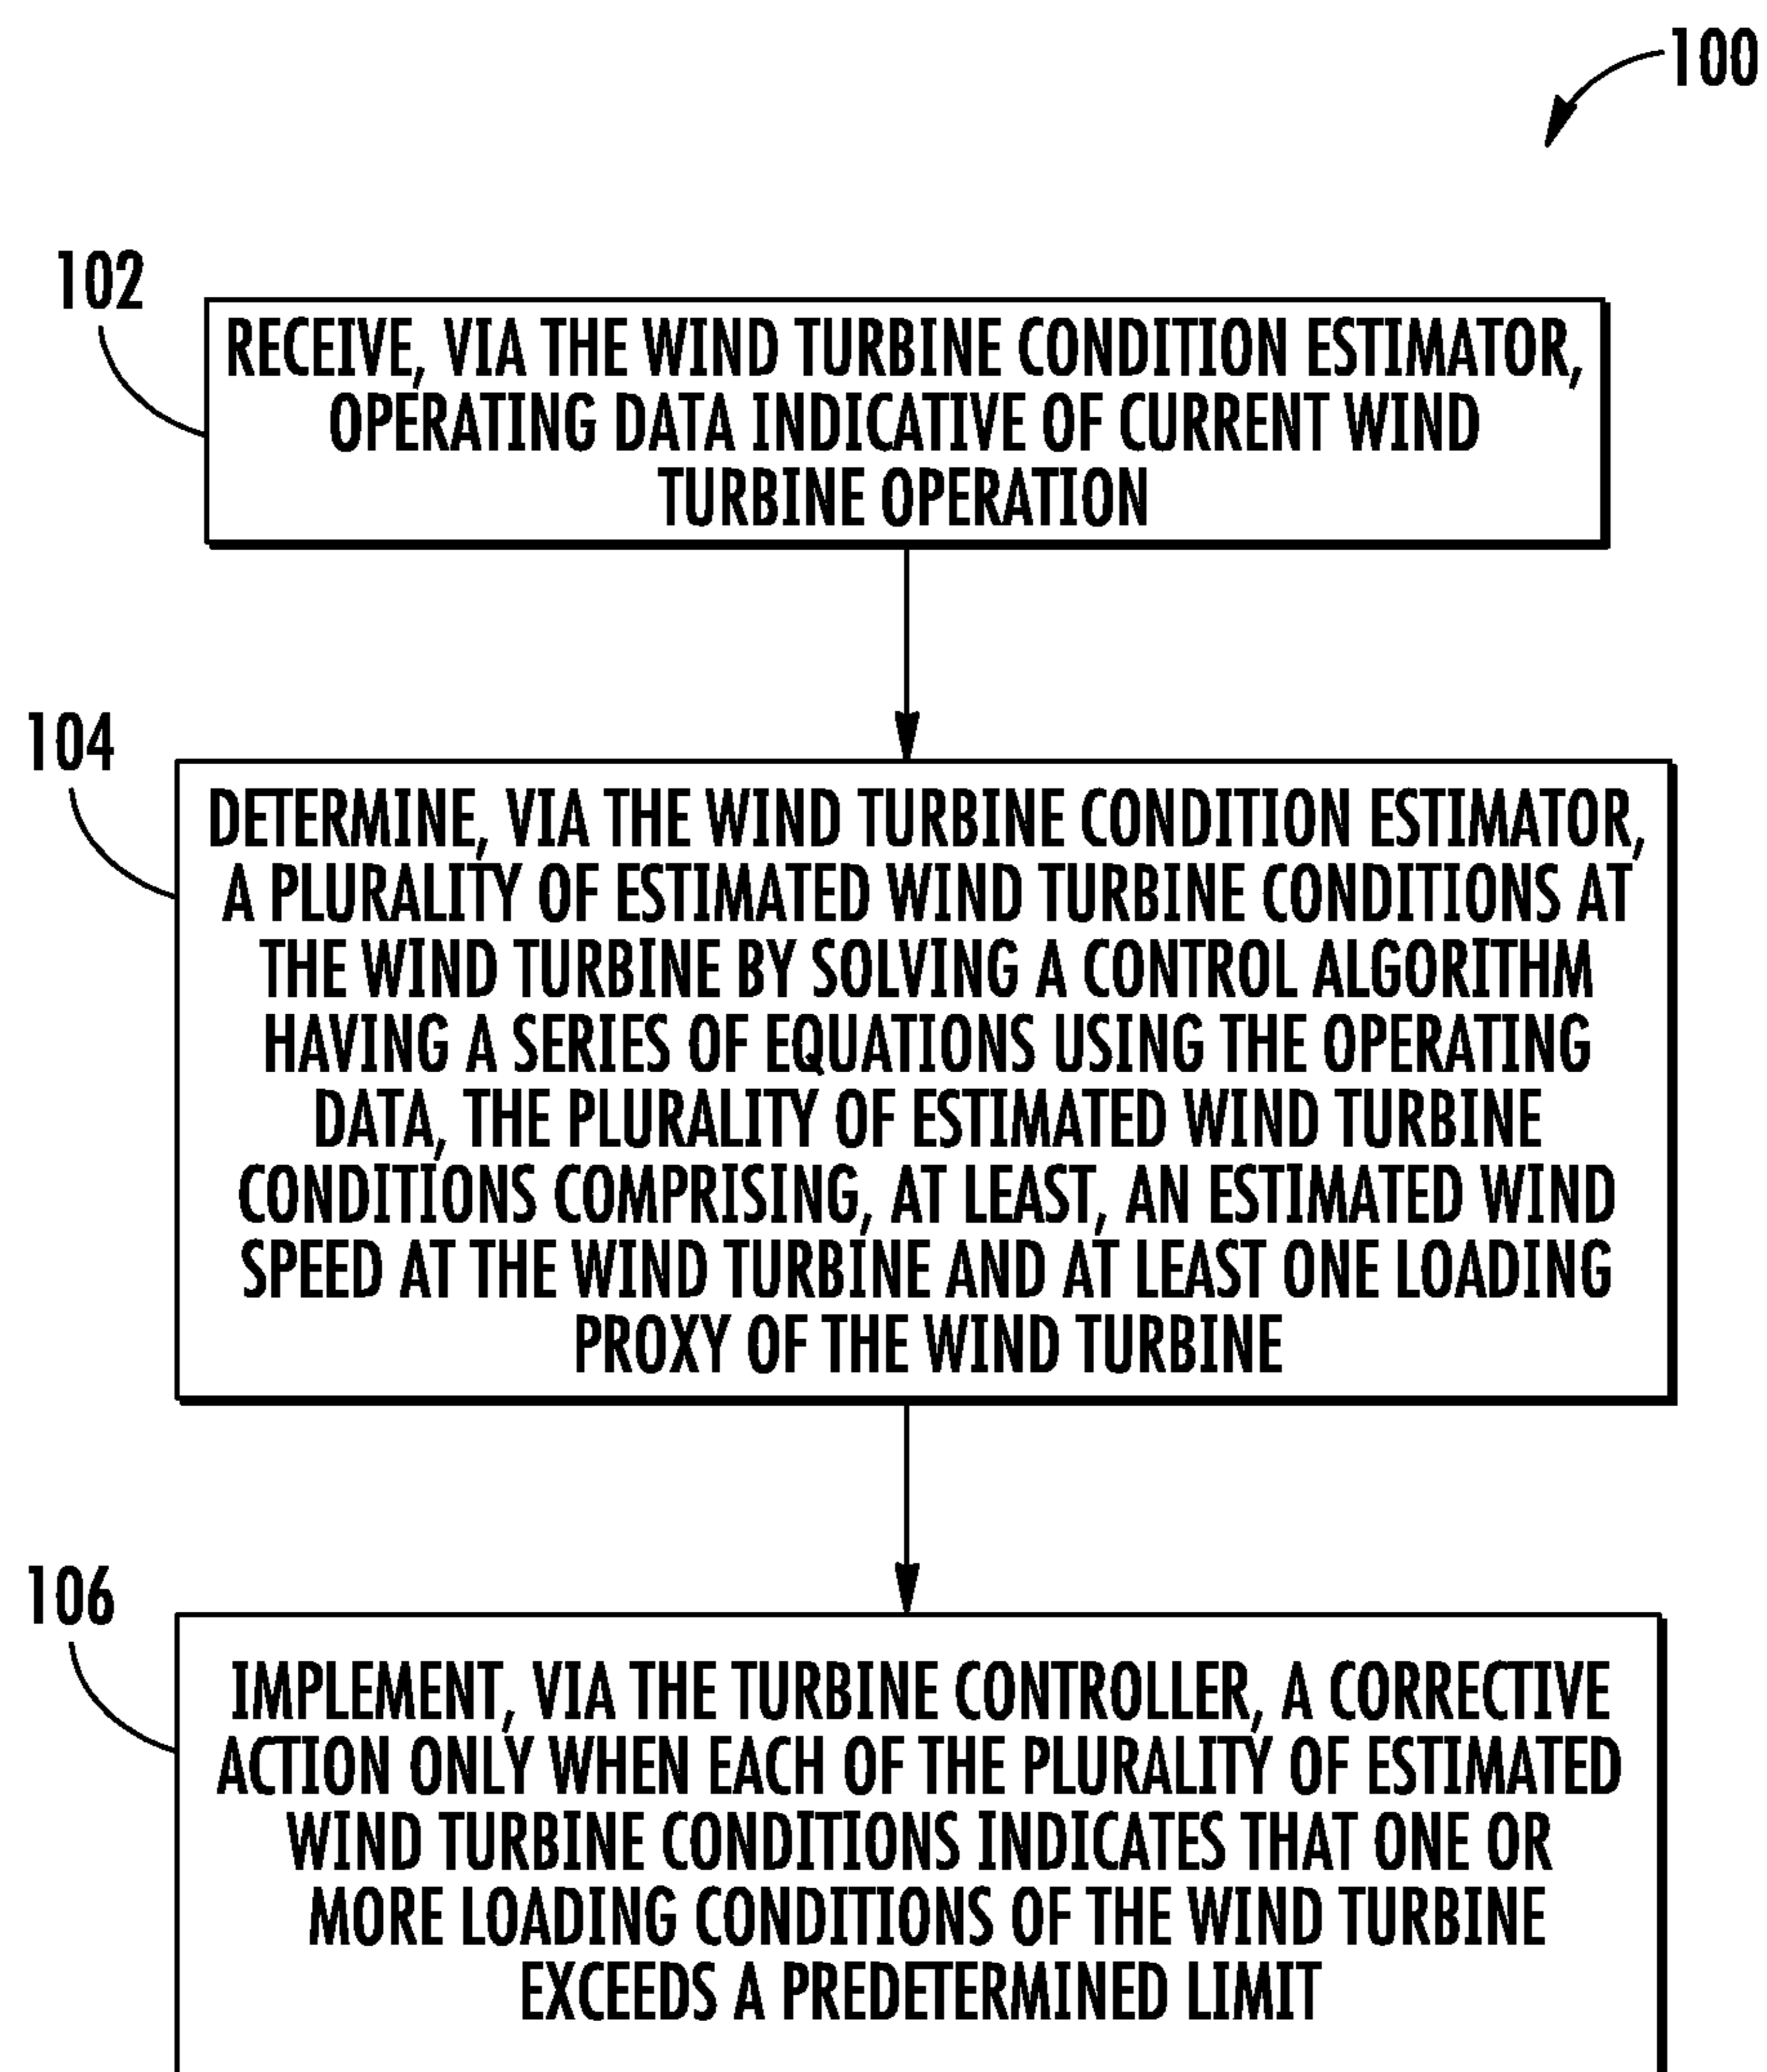 100
102
RECEIVE, VIA THE WIND TURBINE CONDITION ESTIMATOR,
OPERATING DATA INDICATIVE OF CURRENT WIND
TURBINE OPERATION
104
DETERMINE, VIA THE WIND TURBINE CONDITION ESTIMATOR,
A PLURALITY OF ESTIMATED WIND TURBINE CONDITIONS AT
THE WIND TURBINE BY SOLVING A CONTROL ALGORITHM
HAVING A SERIES OF EQUATIONS USING THE OPERATING
DATA, THE PLURALITY OF ESTIMATED WIND TURBINE
CONDITIONS COMPRISING, AT LEAST, AN ESTIMATED WIND
SPEED AT THE WIND TURBINE AND AT LEAST ONE LOADING
PROXY OF THE WIND TURBINE
106
IMPLEMENT, VIA THE TURBINE CONTROLLER, A CORRECTIVE
ACTION ONLY WHEN EACH OF THE PLURALITY OF ESTIMATED
WIND TURBINE CONDITIONS INDICATES THAT ONE OR
MORE LOADING CONDITIONS OF THE WIND TURBINE
EXCEEDS A PREDETERMINED LIMIT